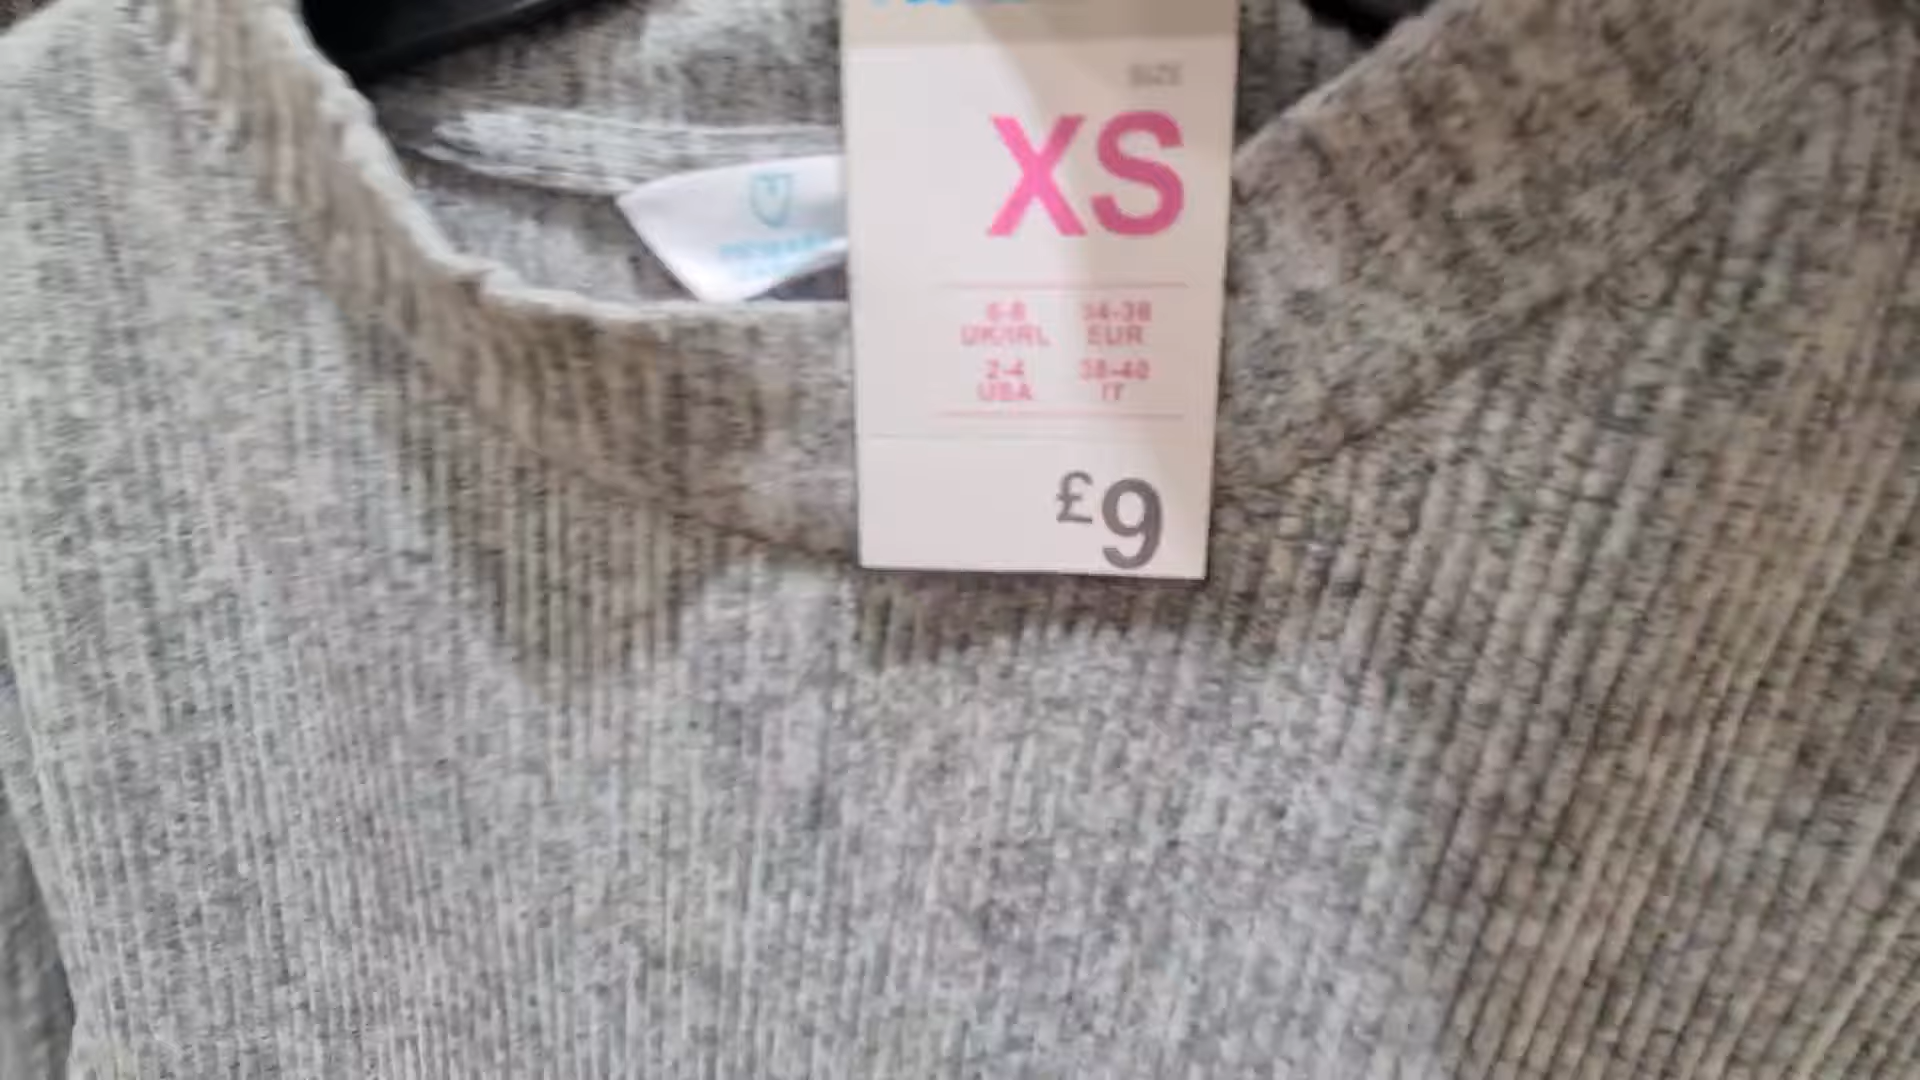 SIZE
XS
6-8 34-36
UK/IRL EUR
2-4 38-40
USA IT
£9